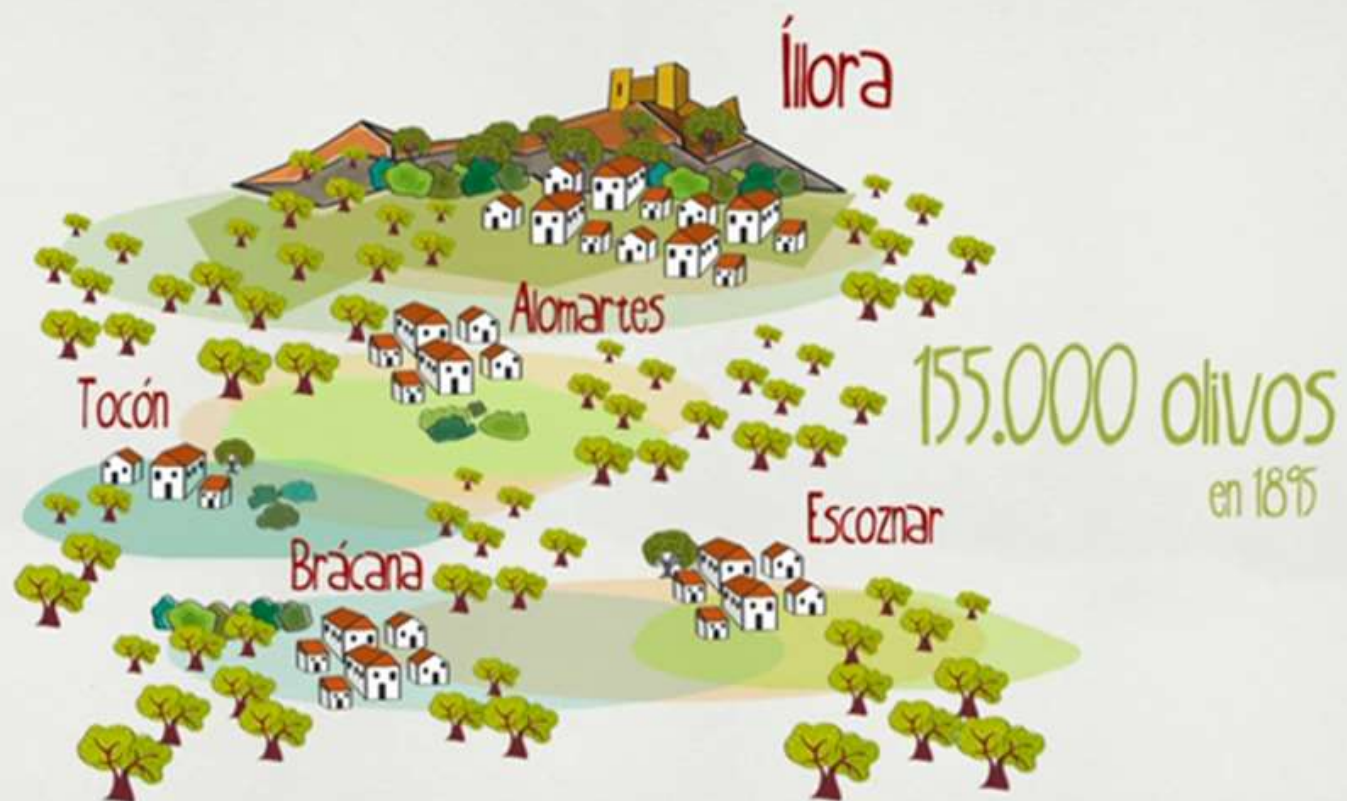 Íllora
Alomartes
155.000 olivos
en 1895
Tocón
Escoznar
Brácana